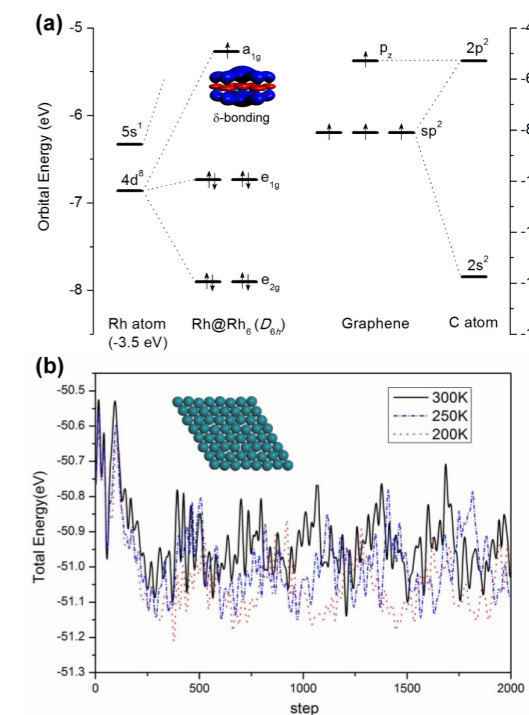 (a)
-5
-6
-7
-8
Orbital Energy (eV)
5s¹
4d⁸
a1g
δ-bonding
e1g
e2g
pz
sp²
2p²
2s²
Rh atom
(-3.5 eV)
Rh@Rh6 (D6h)
Graphene
C atom
(b)
-50.5
-50.6
-50.7
-50.8
-50.9
-51.0
-51.1
-51.2
-51.3
Total Energy(eV)
300K
250K
200K
0
500
1000
1500
2000
step